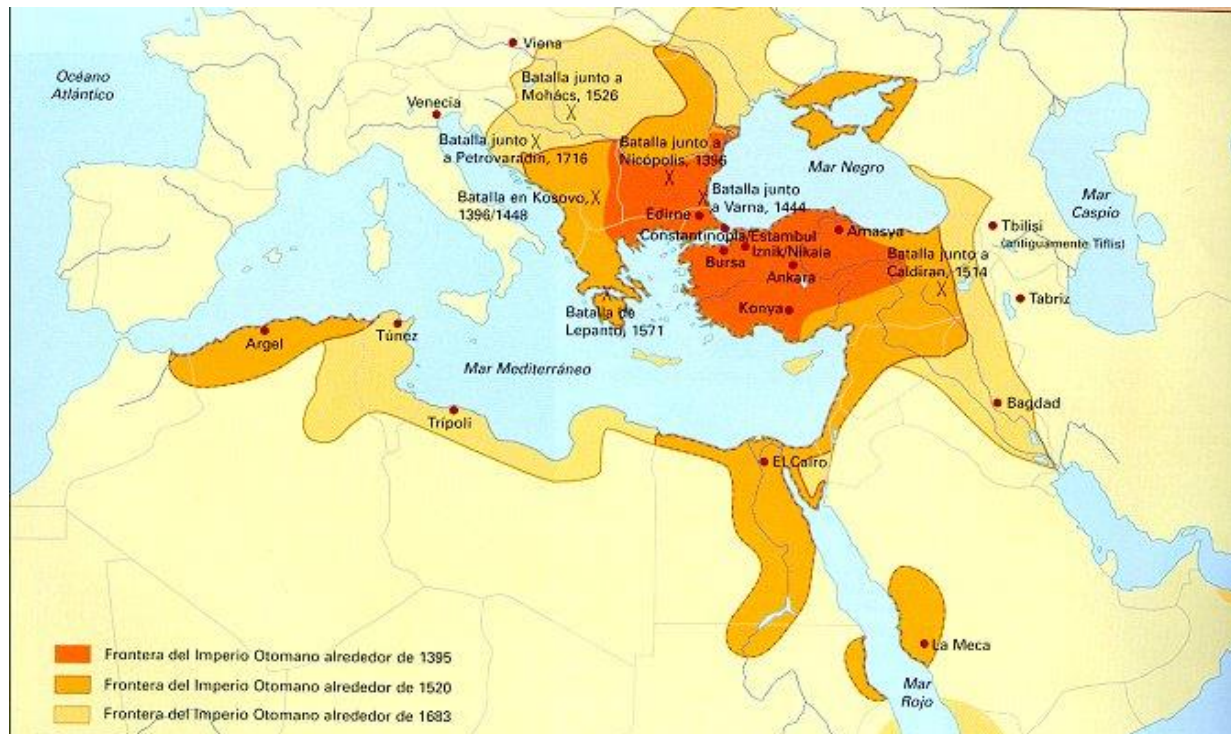 Océano
Atlántico
Viena
Batalla junto a
Mohács, 1526
Venecia
Batalla junto
a Petrovaradin, 1716
Batalla junto a
Nicópolis, 1396
Batalla en Kosovo,
1396/1448
Batalla junto
a Varna, 1444
Mar Negro
Mar
Caspio
Edirne
Constantinopla/Estambul
Iznik/Nikaia
Bursa
Ankara
Amasya
Tbilisi
(antiguamente Tiflis)
Batalla junto a
Caldiran, 1514
Tabriz
Konya
Batalla de
Lepanto, 1571
Argel
Túnez
Mar Mediterráneo
Trípoli
Bagdad
El Cairo
La Meca
Mar
Rojo
Frontera del Imperio Otomano alrededor de 1395
Frontera del Imperio Otomano alrededor de 1520
Frontera del Imperio Otomano alrededor de 1683